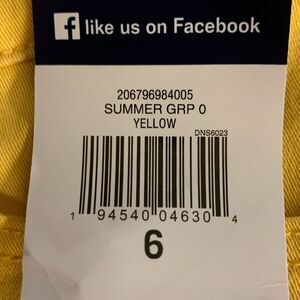 f like us on Facebook
206796984005
SUMMER GRP 0
YELLOW
DNS6023
1 94540 04630 4
6